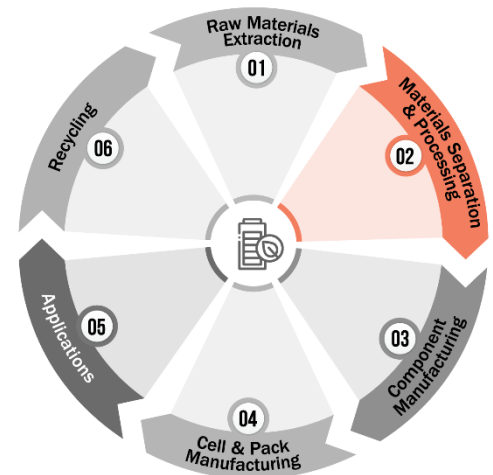 Raw Materials
Extraction
01
Materials Separation
& Processing
02
03
Component
Manufacturing
04
Cell & Pack
Manufacturing
05
Applications
06
Recycling